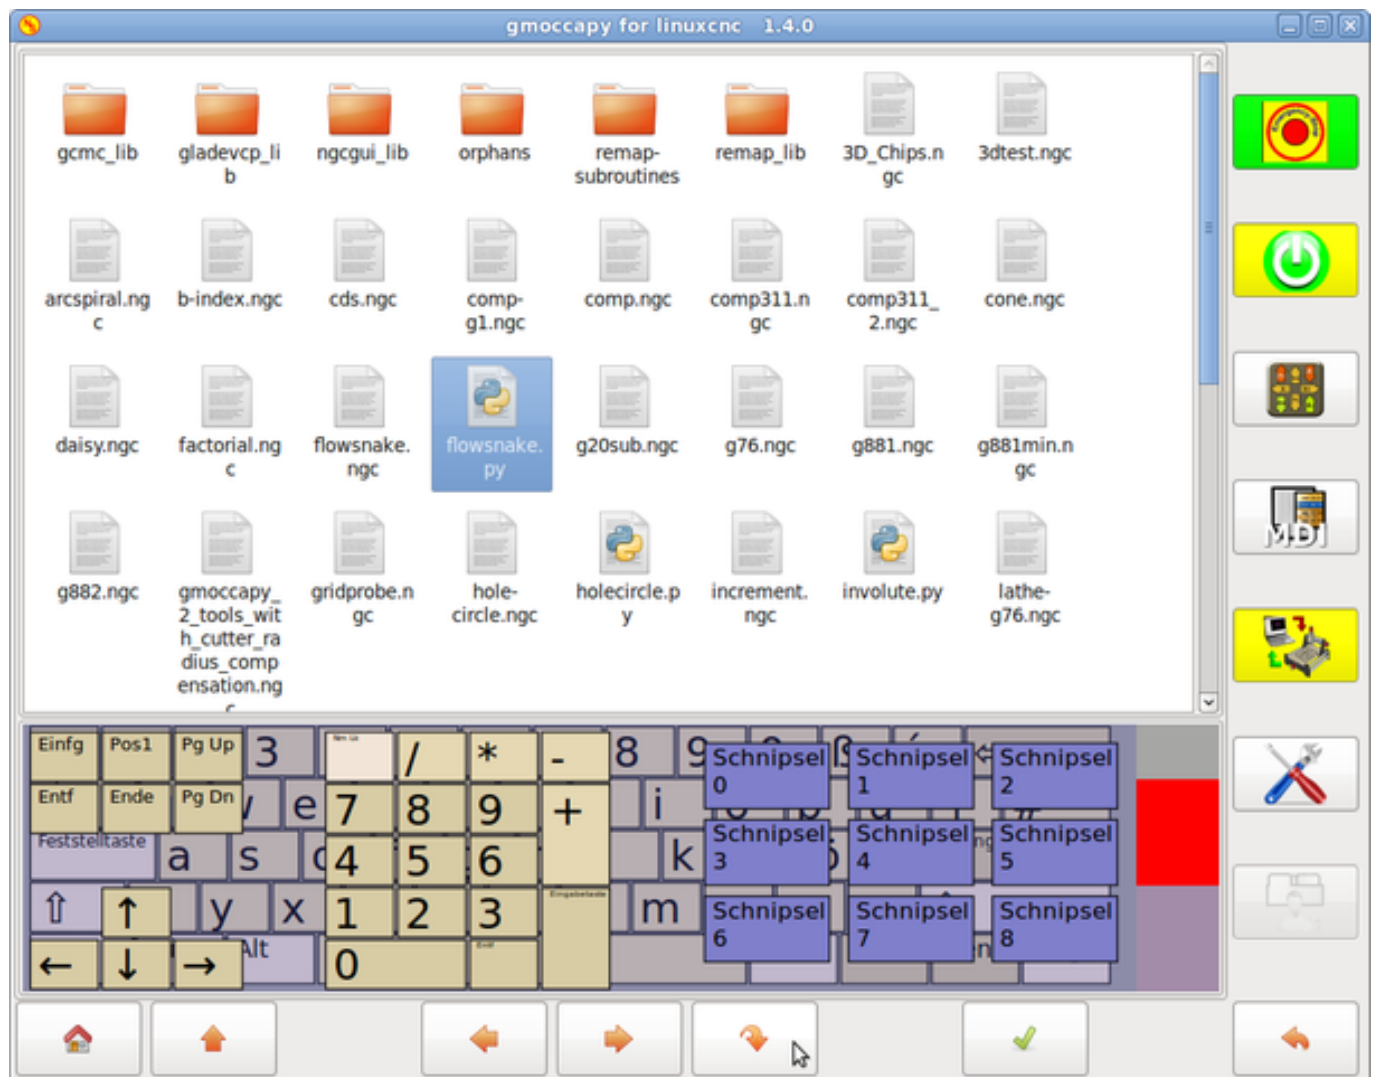 gmoccapy for linuxcnc 1.4.0
gcmc_lib
gladevcp_li
b
ngcgui_lib
orphans
remap-
subroutines
remap_lib
3D_Chips.n
gc
3dtest.ngc
arcspiral.ng
c
b-index.ngc
cds.ngc
comp-
g1.ngc
comp.ngc
comp311.n
gc
comp311_
2.ngc
cone.ngc
daisy.ngc
factorial.ng
c
flowsnake.
ngc
flowsnake.
py
g20sub.ngc
g76.ngc
g881.ngc
g881min.n
gc
g882.ngc
gmoccapy_
2_tools_wit
h_cutter_ra
dius_comp
ensation.ng
gridprobe.n
gc
hole-
circle.ngc
holecircle.p
y
increment.
ngc
involute.py
lathe-
g76.ngc
MDI
Einfg Pos1 Pg Up 3 / * - 8 9
Schnipsel
0
Schnipsel
1
Schnipsel
2
Entf Ende Pg Dn e 7 8 9 + i
Feststelltaste a s 4 5 6 k
Schnipsel
3
Schnipsel
4
Schnipsel
5
⇧ ↑ y x 1 2 3 Eingabetaste m
Schnipsel
6
Schnipsel
7
Schnipsel
8
← ↓ → Alt 0 Entf